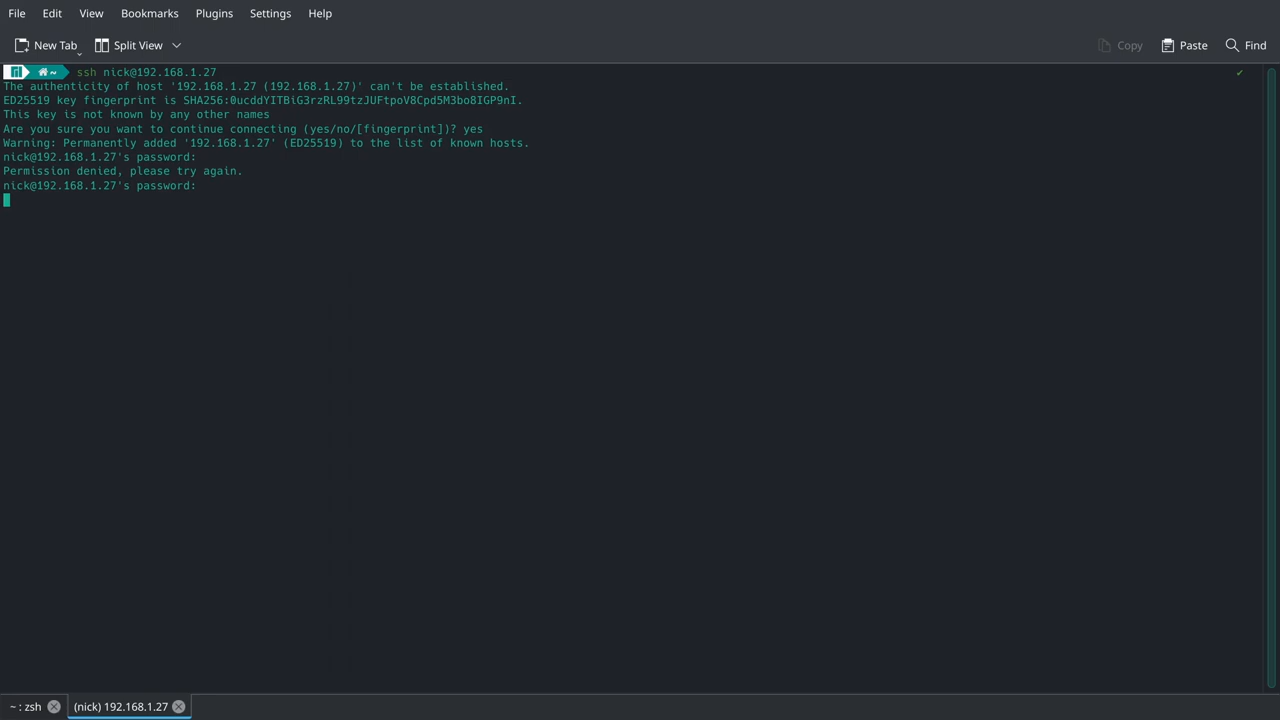 File Edit View Bookmarks Plugins Settings Help
New Tab Split View Copy Paste Find
~ ssh nick@192.168.1.27
The authenticity of host '192.168.1.27 (192.168.1.27)' can't be established.
ED25519 key fingerprint is SHA256:0ucddYITBiG3rzRL99tzJUFtpoV8Cpd5M3bo8IGP9nI.
This key is not known by any other names
Are you sure you want to continue connecting (yes/no/[fingerprint])? yes
Warning: Permanently added '192.168.1.27' (ED25519) to the list of known hosts.
nick@192.168.1.27's password:
Permission denied, please try again.
nick@192.168.1.27's password:
~ : zsh (nick) 192.168.1.27